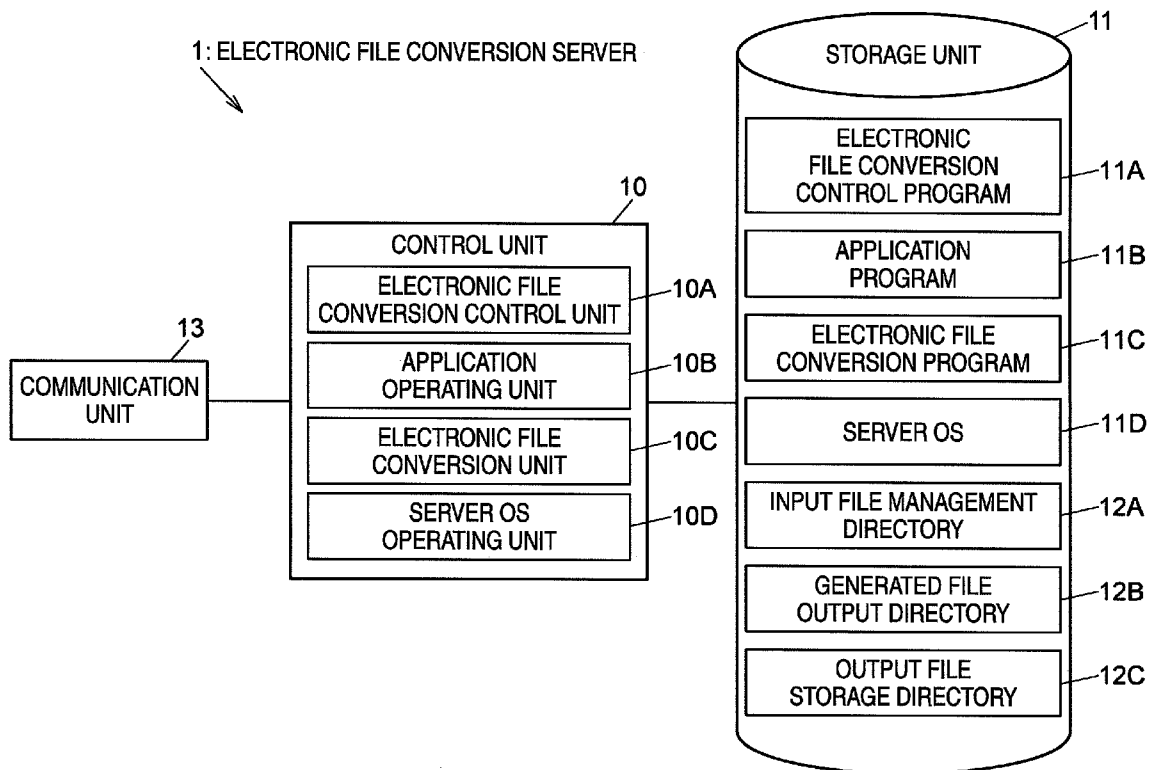 1: ELECTRONIC FILE CONVERSION SERVER
11
STORAGE UNIT
ELECTRONIC
FILE CONVERSION
CONTROL PROGRAM
11A
APPLICATION
PROGRAM
11B
ELECTRONIC FILE
CONVERSION PROGRAM
11C
SERVER OS
11D
INPUT FILE MANAGEMENT
DIRECTORY
12A
GENERATED FILE
OUTPUT DIRECTORY
12B
OUTPUT FILE
STORAGE DIRECTORY
12C
10
CONTROL UNIT
ELECTRONIC FILE
CONVERSION CONTROL UNIT
10A
APPLICATION
OPERATING UNIT
10B
ELECTRONIC FILE
CONVERSION UNIT
10C
SERVER OS
OPERATING UNIT
10D
13
COMMUNICATION
UNIT